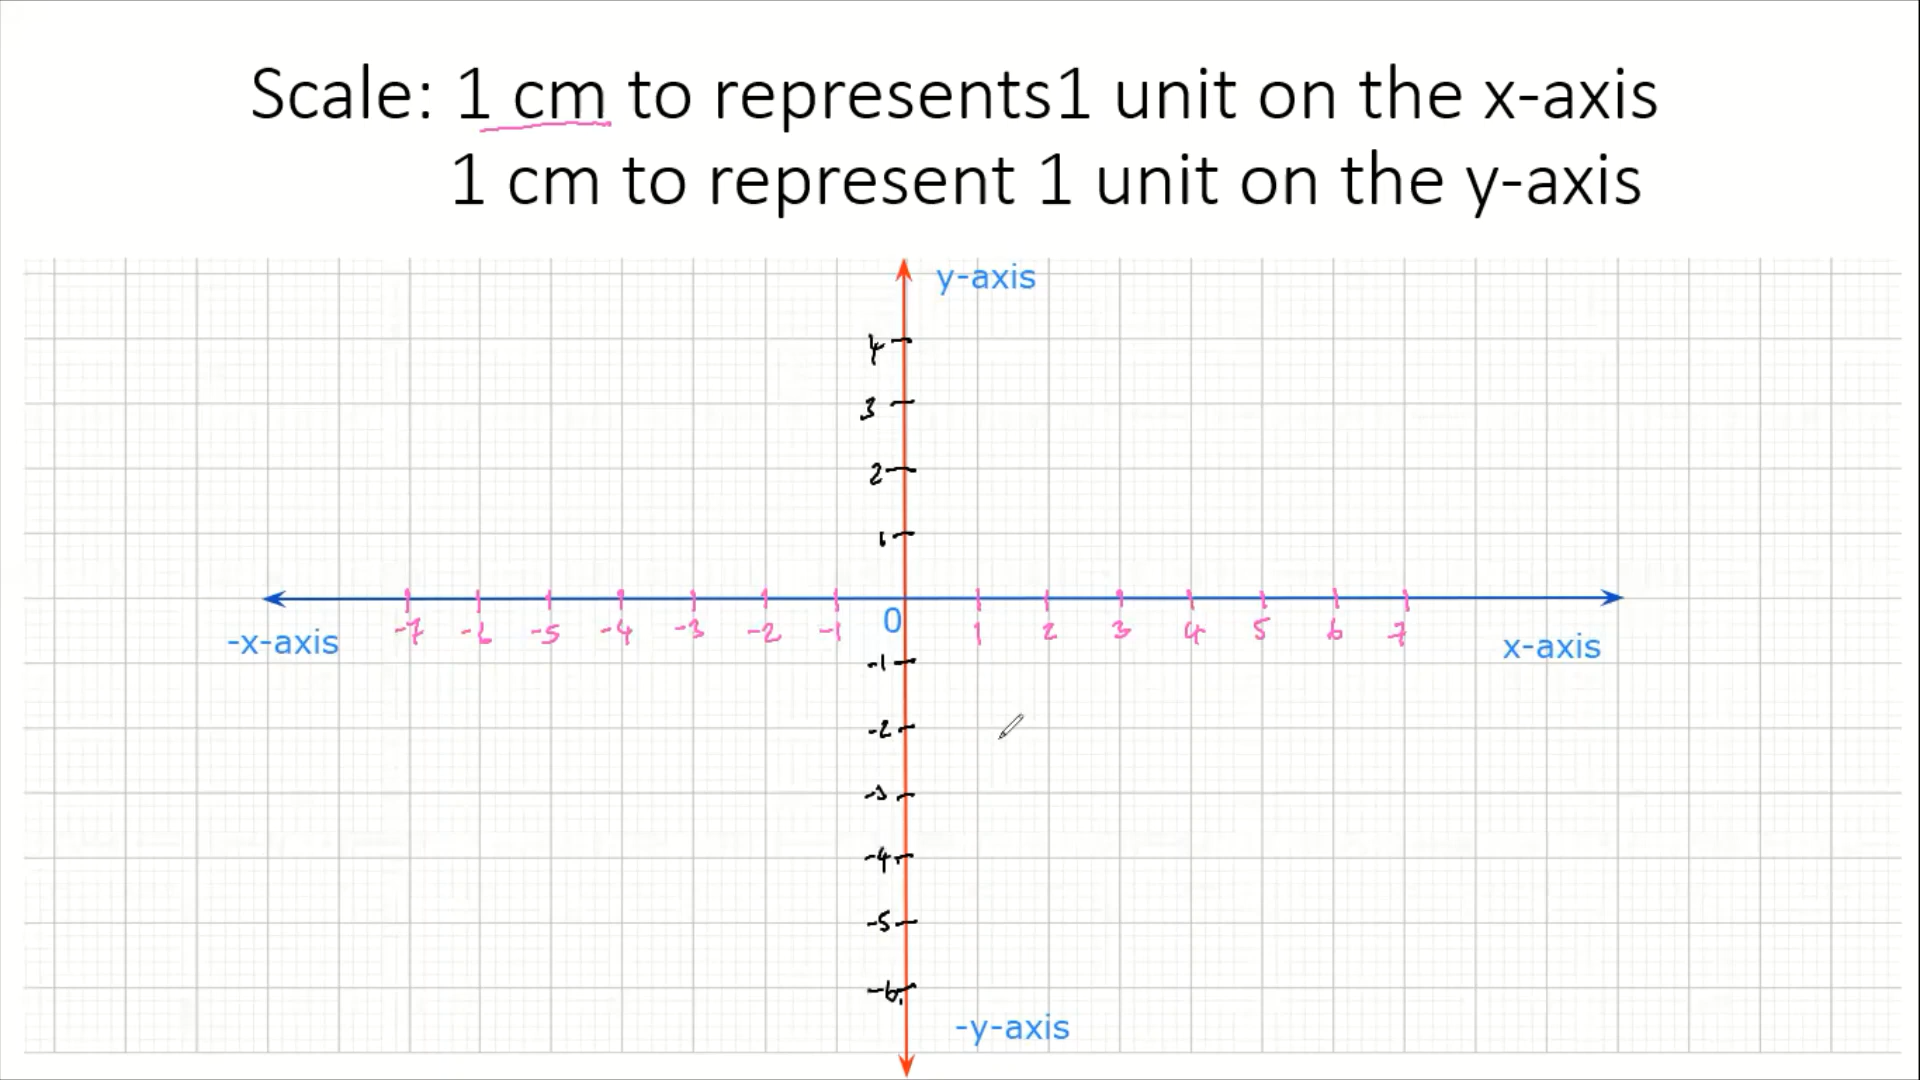 Scale: 1 cm to represents1 unit on the x-axis
1 cm to represent 1 unit on the y-axis
y-axis
4
3
2
1
-7 -6 -5 -4 -3 -2 -1 0 1 2 3 4 5 6 7
-x-axis x-axis
-1
-2
-3
-4
-5
-6
-y-axis